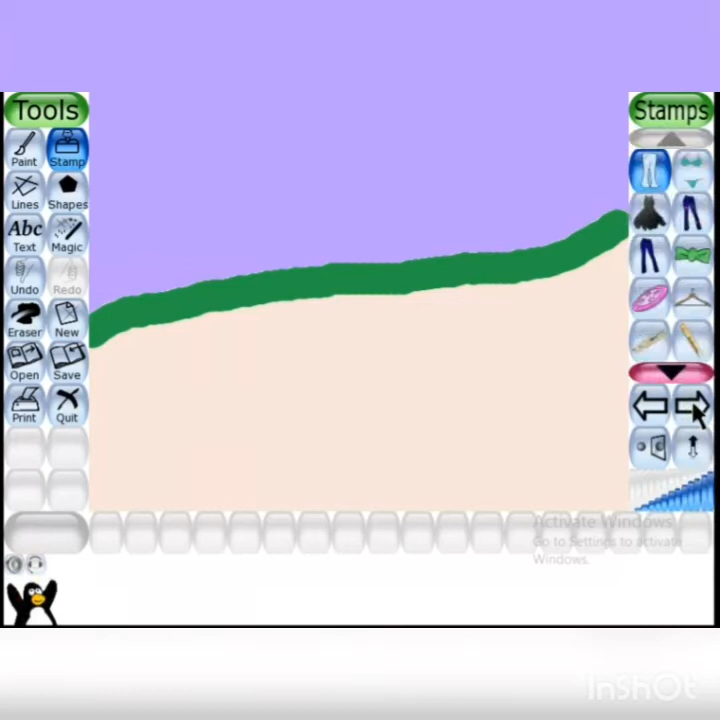 Tools
Stamps
Paint
Stamp
Lines
Shapes
Abc
Text
Magic
Undo
Redo
Eraser
New
Open
Save
Print
Quit
Activate Windows
Go to Settings to activate
Windows.
InShOt